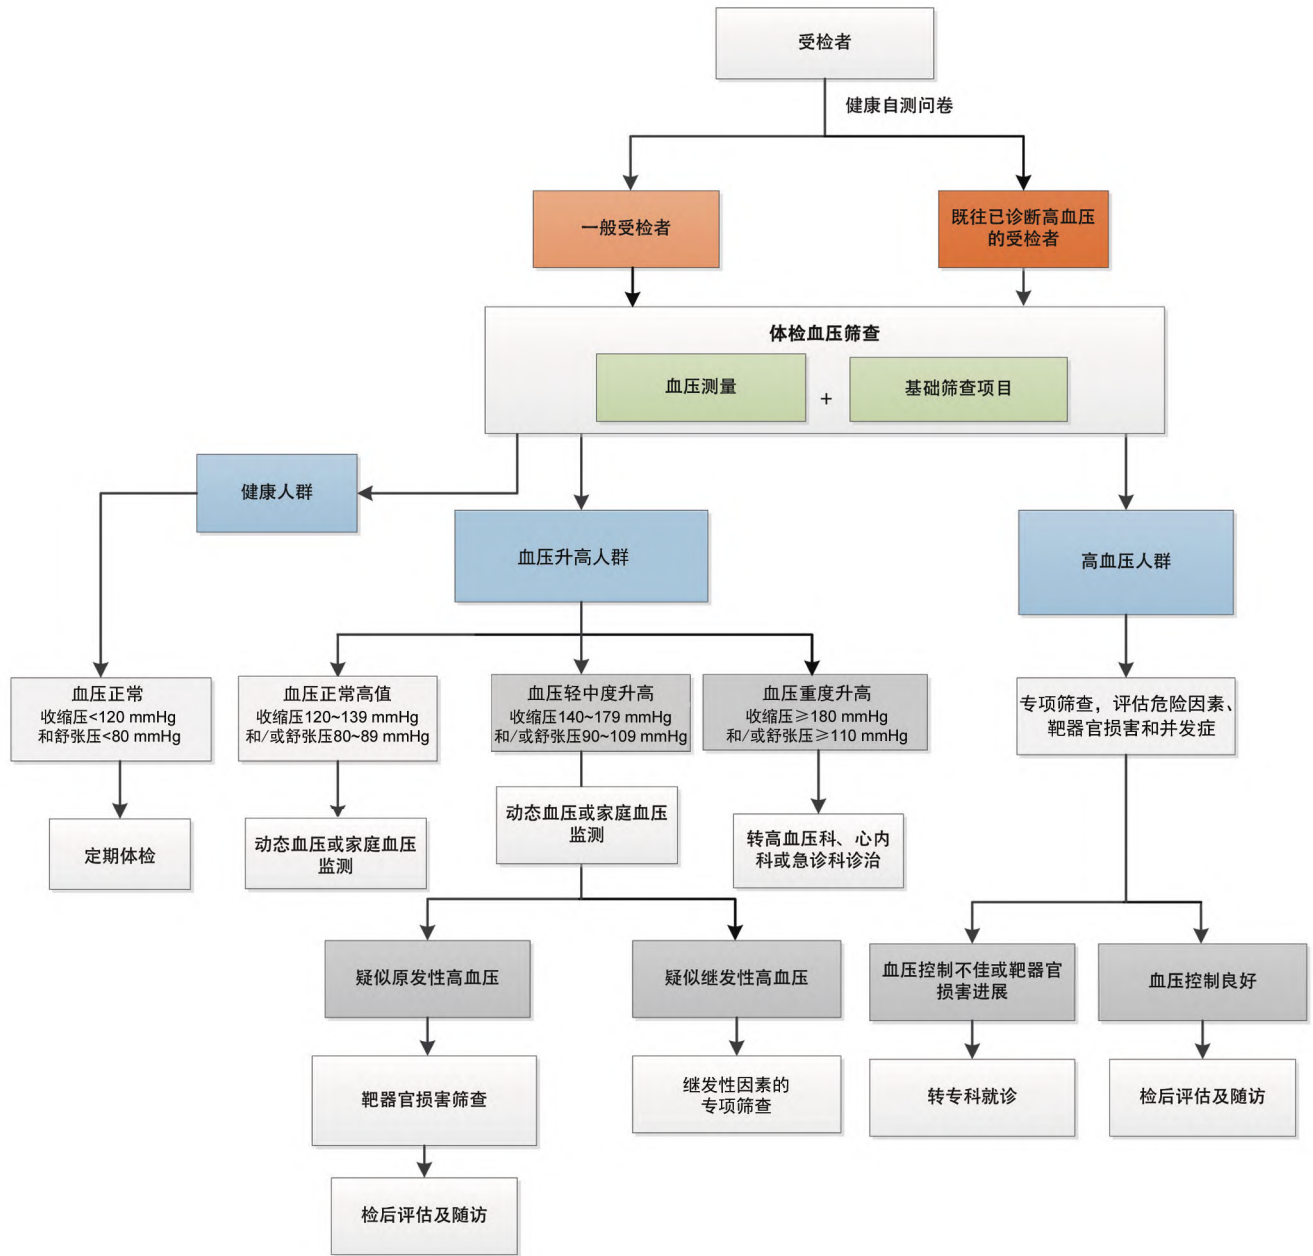 受检者
健康自测问卷
一般受检者
既往已诊断高血压
的受检者
体检血压筛查
血压测量
+
基础筛查项目
健康人群
血压升高人群
高血压人群
血压正常
收缩压<120 mmHg
和舒张压<80 mmHg
血压正常高值
收缩压120~139 mmHg
和/或舒张压80~89 mmHg
血压轻中度升高
收缩压140~179 mmHg
和/或舒张压90~109 mmHg
血压重度升高
收缩压≥180 mmHg
和/或舒张压≥110 mmHg
专项筛查，评估危险因素、
靶器官损害和并发症
定期体检
动态血压或家庭血压
监测
动态血压或家庭血压
监测
转高血压科、心内
科或急诊科诊治
疑似原发性高血压
疑似继发性高血压
血压控制不佳或靶器官
损害进展
血压控制良好
靶器官损害筛查
继发性因素的
专项筛查
转专科就诊
检后评估及随访
检后评估及随访